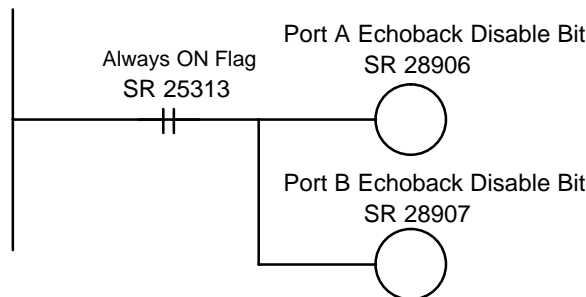 Port A Echoback Disable Bit
Always ON Flag
SR 28906
SR 25313
Port B Echoback Disable Bit
SR 28907